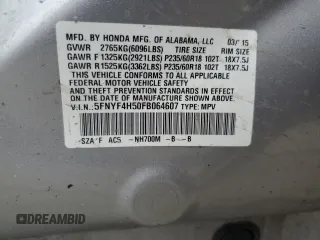 MFD. BY HONDA MFG. OF ALABAMA, LLC 03/15
GVWR 2765KG(6096LBS) TIRE SIZE RIM SIZE
GAWR F 1325KG(2921LBS) P235/60R18 102T 18X7.5J
GAWR R 1525KG(3362LBS) P235/60R18 102T 18X7.5J
THIS VEHICLE CONFORMS TO ALL APPLICABLE
FEDERAL MOTOR VEHICLE SAFETY
AND THEFT PREVENTION STANDARDS IN EFFECT ON
THE DATE OF MANUFACTURE SHOWN ABOVE.
V.I.N.: 5FNYF4H50FB064607 TYPE: MPV
SZA F AC5 NH700M -B- -B